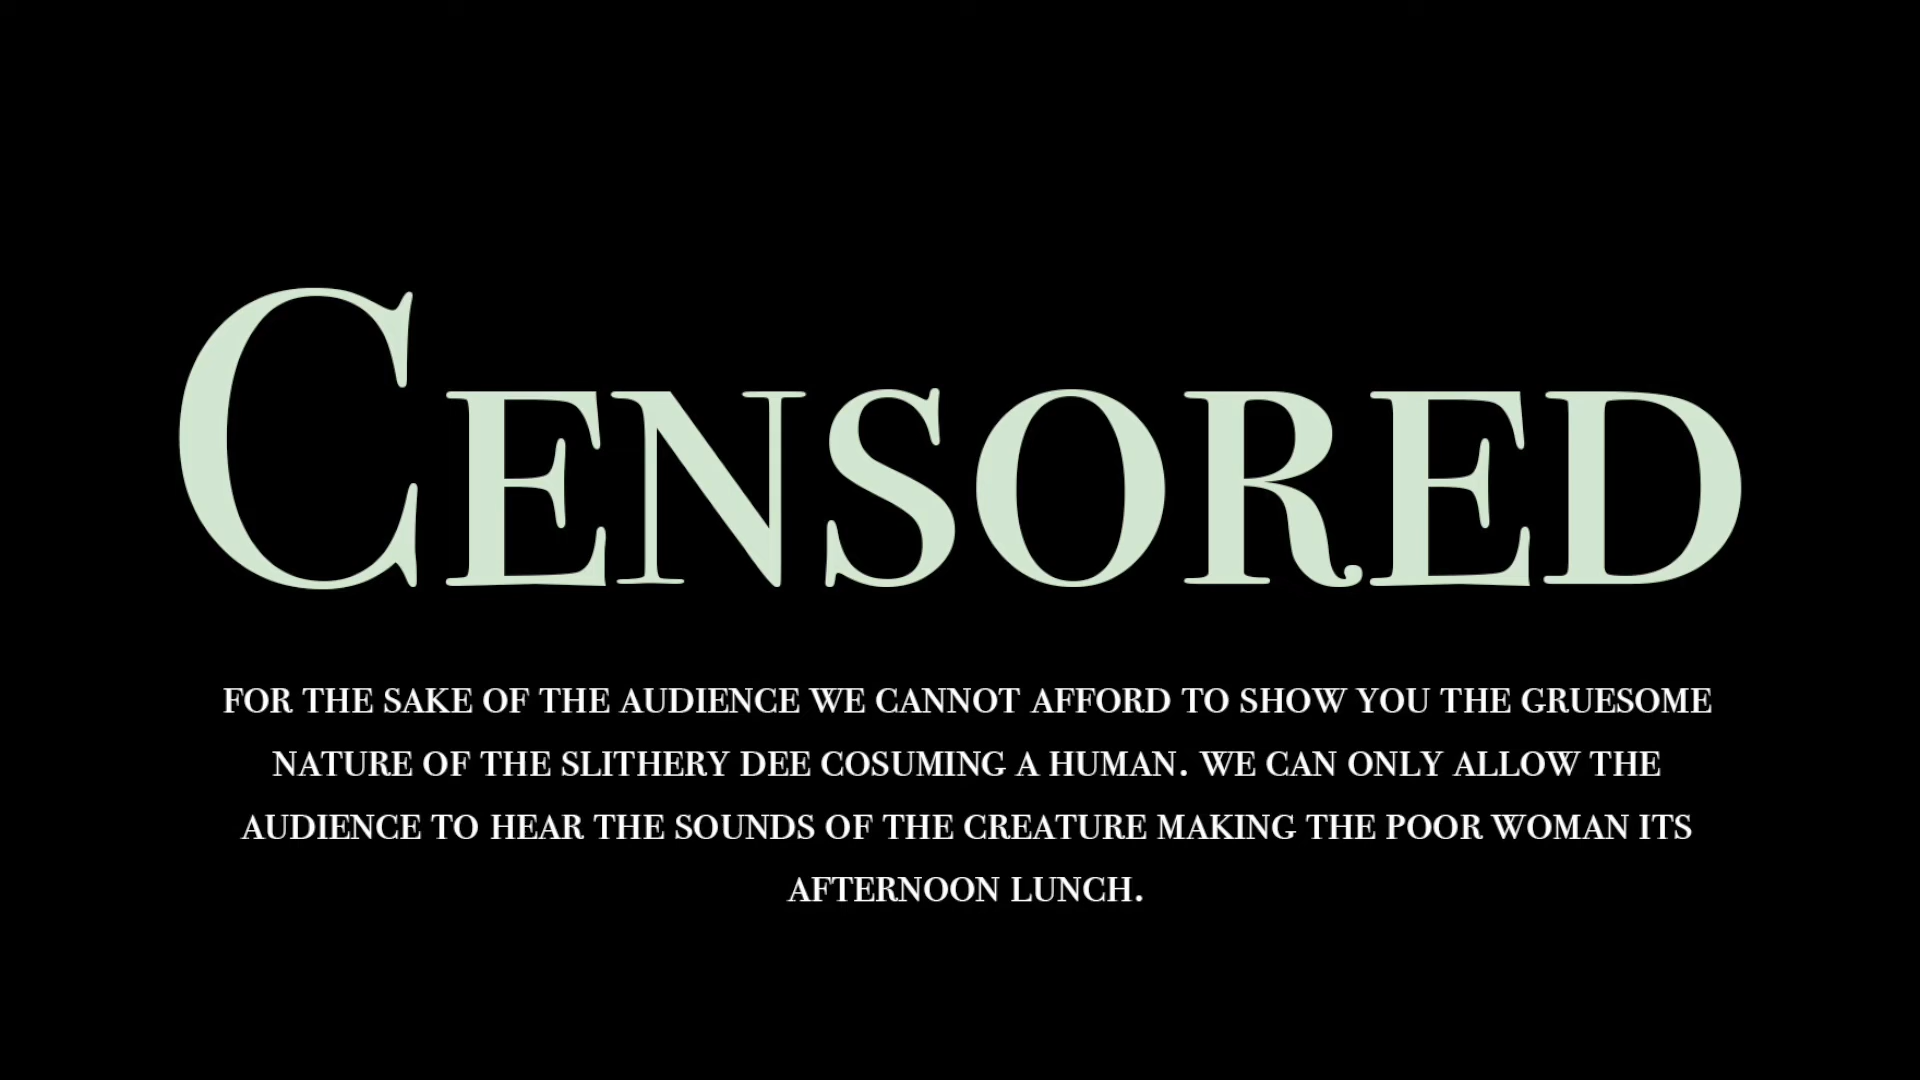 CENSORED
FOR THE SAKE OF THE AUDIENCE WE CANNOT AFFORD TO SHOW YOU THE GRUESOME
NATURE OF THE SLITHERY DEE COSUMING A HUMAN. WE CAN ONLY ALLOW THE
AUDIENCE TO HEAR THE SOUNDS OF THE CREATURE MAKING THE POOR WOMAN ITS
AFTERNOON LUNCH.